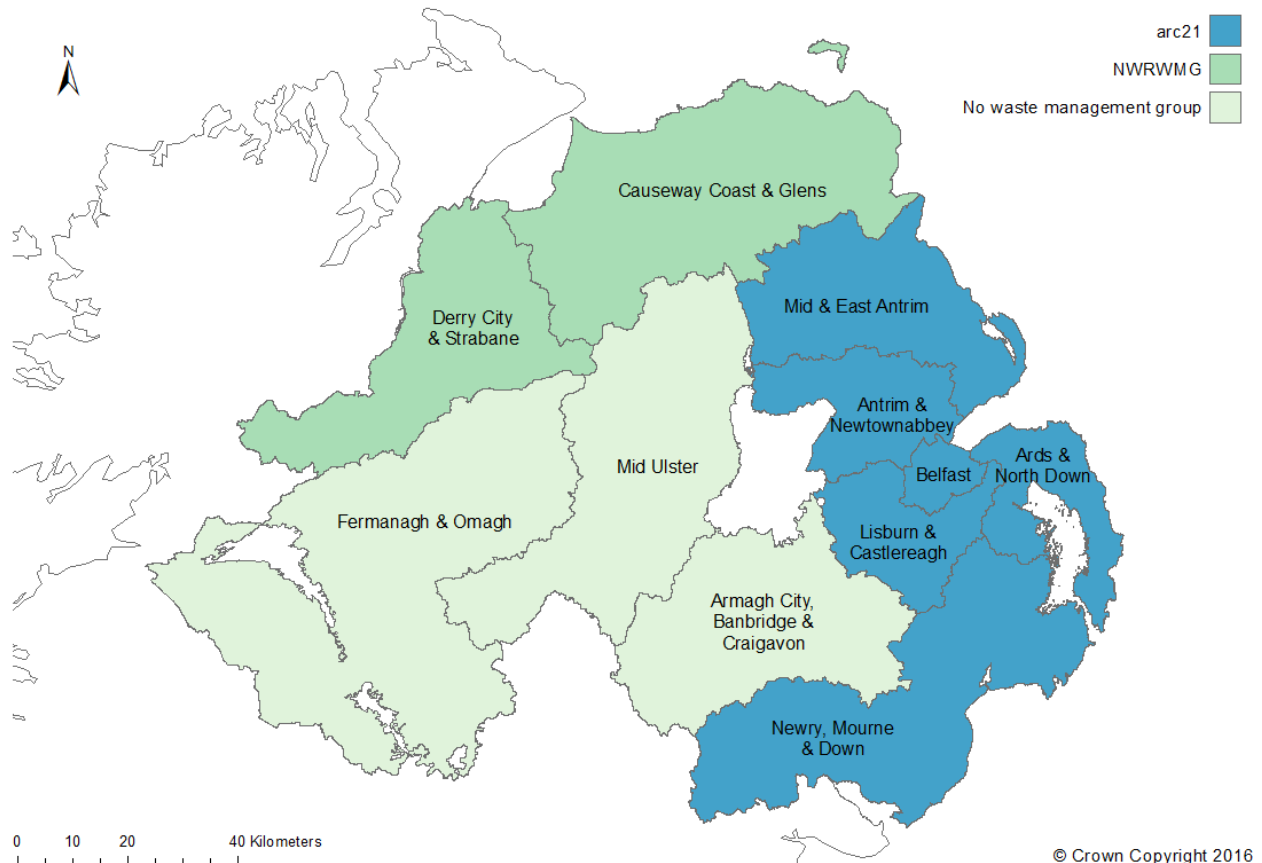 N
arc21
NWRWMG
No waste management group
Causeway Coast & Glens
Mid & East Antrim
Derry City
& Strabane
Antrim &
Newtownabbey
Ards &
North Down
Belfast
Mid Ulster
Fermanagh & Omagh
Lisburn &
Castlereagh
Armagh City,
Banbridge &
Craigavon
Newry, Mourne
& Down
0 10 20 40 Kilometers
© Crown Copyright 2016